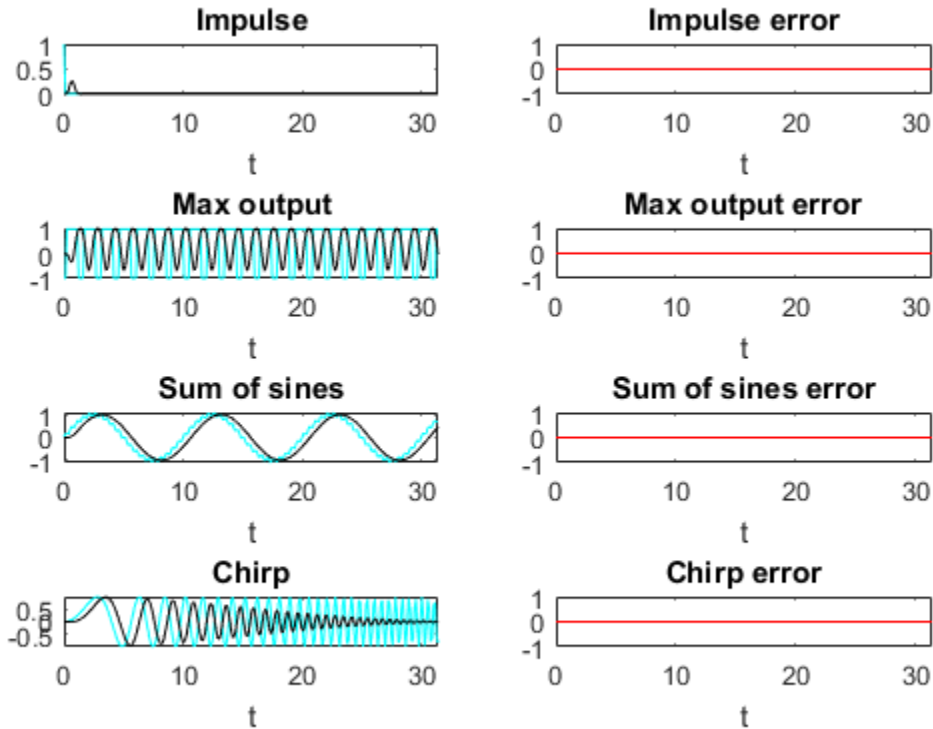 Impulse
1
0.5
0
0 10 20 30
t
Impulse error
1
0
-1
0 10 20 30
t
Max output
1
0
-1
0 10 20 30
t
Max output error
1
0
-1
0 10 20 30
t
Sum of sines
1
0
-1
0 10 20 30
t
Sum of sines error
1
0
-1
0 10 20 30
t
Chirp
0.5
0
-0.5
0 10 20 30
t
Chirp error
1
0
-1
0 10 20 30
t